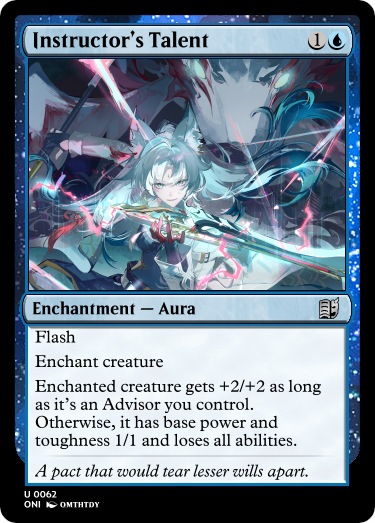 Instructor's Talent 1
Enchantment — Aura
Flash
Enchant creature
Enchanted creature gets +2/+2 as long
as it's an Advisor you control.
Otherwise, it has base power and
toughness 1/1 and loses all abilities.
A pact that would tear lesser wills apart.
U 0062
ONI OMTHTDY